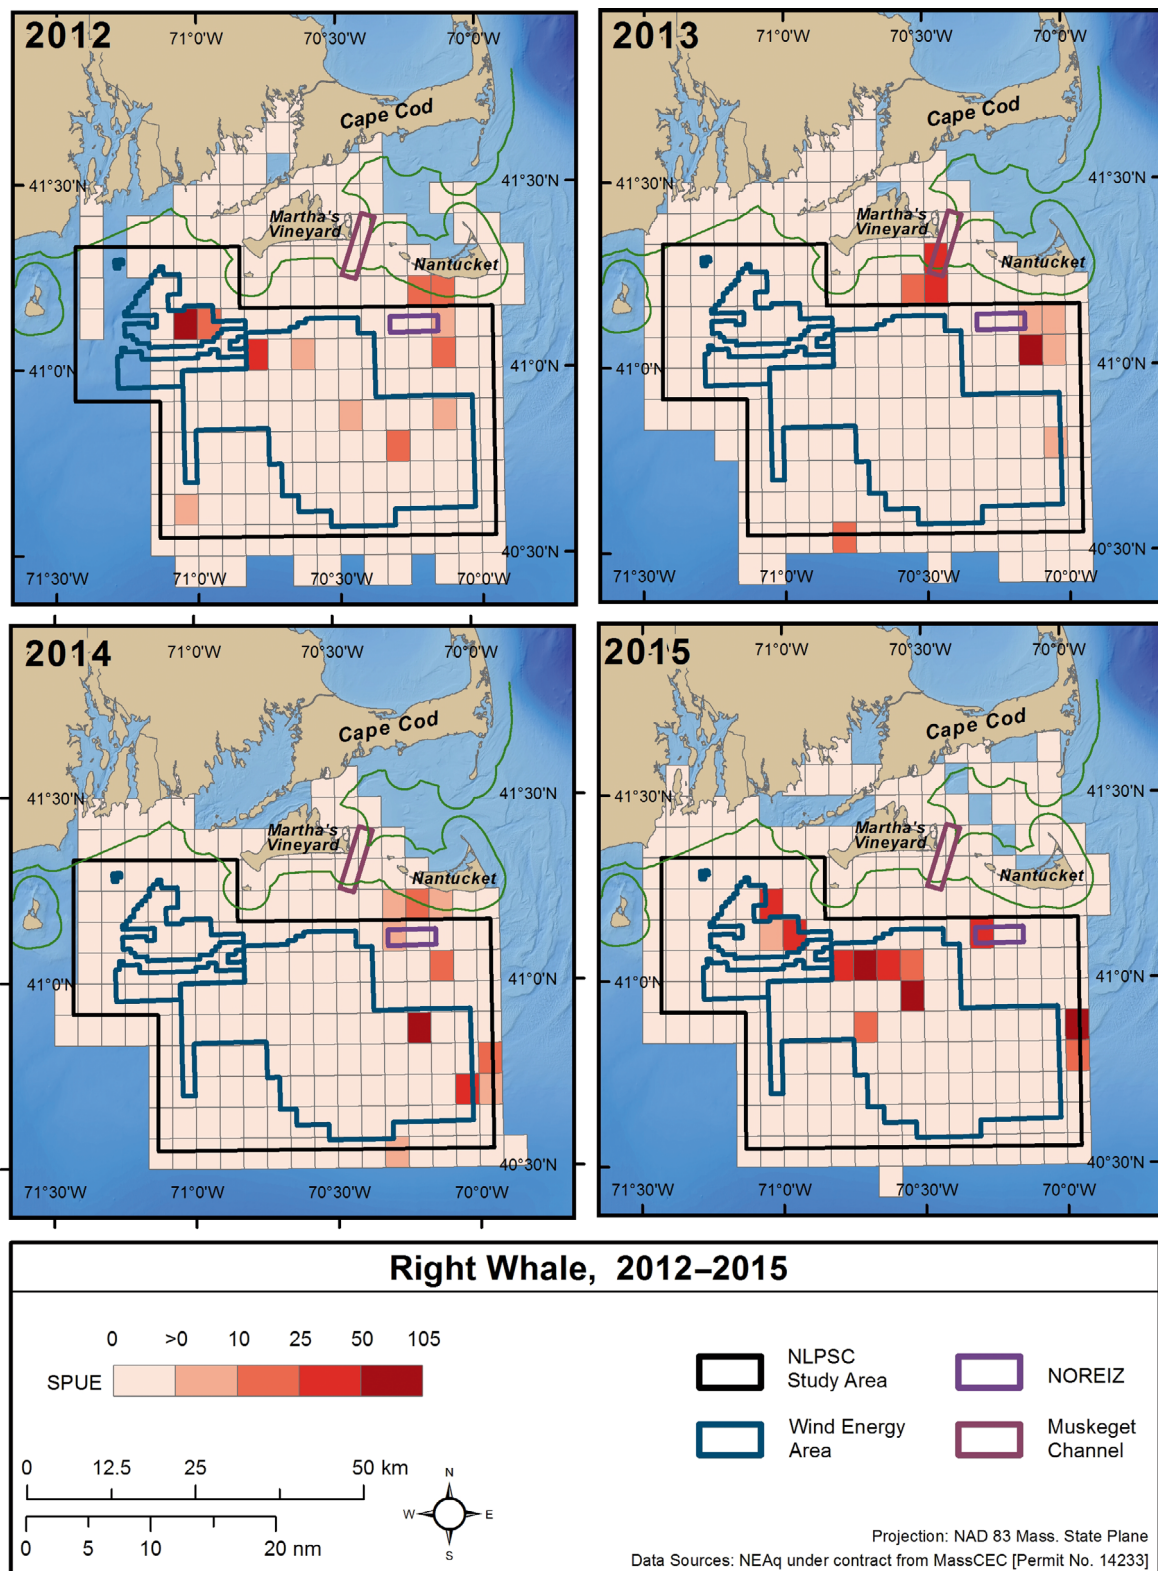 2012
71°0'W
70°30'W
70°0'W
Cape Cod
41°30'N
41°30'N
Martha's
Vineyard
Nantucket
41°0'N
41°0'N
40°30'N
71°30'W
71°0'W
70°30'W
70°0'W
2013
71°0'W
70°30'W
70°0'W
Cape Cod
41°30'N
41°30'N
Martha's
Vineyard
Nantucket
41°0'N
41°0'N
40°30'N
71°30'W
71°0'W
70°30'W
70°0'W
2014
71°0'W
70°30'W
70°0'W
Cape Cod
41°30'N
41°30'N
Martha's
Vineyard
Nantucket
41°0'N
41°0'N
40°30'N
71°30'W
71°0'W
70°30'W
70°0'W
2015
71°0'W
70°30'W
70°0'W
Cape Cod
41°30'N
41°30'N
Martha's
Vineyard
Nantucket
41°0'N
41°0'N
40°30'N
71°30'W
71°0'W
70°30'W
70°0'W
Right Whale, 2012–2015
0 >0 10 25 50 105
SPUE
NLPSC
Study Area
NOREIZ
Wind Energy
Area
Muskeget
Channel
0 12.5 25 50 km
0 5 10 20 nm
N
W E
S
Projection: NAD 83 Mass. State Plane
Data Sources: NEAq under contract from MassCEC [Permit No. 14233]